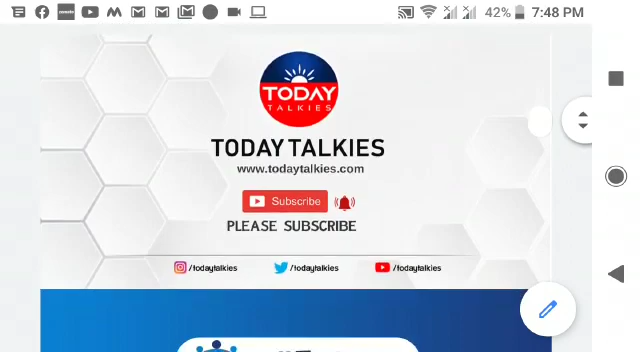 42% 7:48 PM
TODAY
TALKIES
TODAY TALKIES
www.todaytalkies.com
Subscribe
PLEASE SUBSCRIBE
/todaytalkies /todaytalkies /todaytalkies